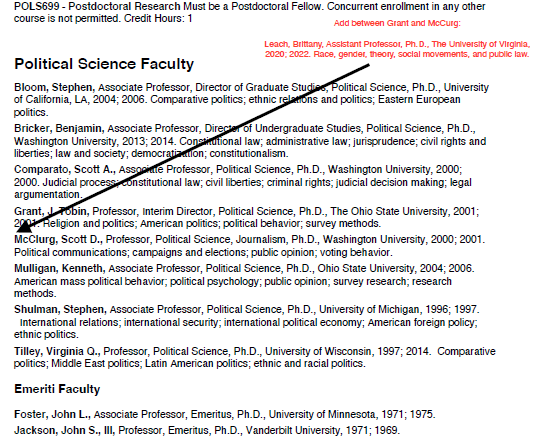 POLS699 - Postdoctoral Research Must be a Postdoctoral Fellow. Concurrent enrollment in any other
course is not permitted. Credit Hours: 1
Add between Grant and McCurg:
Leach, Brittany, Assistant Professor, Ph.D., The University of Virginia,
2020; 2022. Race, gender, theory, social movements, and public law.
Political Science Faculty
Bloom, Stephen, Associate Professor, Director of Graduate Studies, Political Science, Ph.D., University
of California, LA, 2004; 2006. Comparative politics; ethnic relations and politics; Eastern European
politics.
Bricker, Benjamin, Associate Professor, Director of Undergraduate Studies, Political Science, Ph.D.,
Washington University, 2013; 2014. Constitutional law; administrative law; jurisprudence; civil rights and
liberties; law and society; democratization; constitutionalism.
Comparato, Scott A., Associate Professor, Political Science, Ph.D., Washington University, 2000;
2000. Judicial process; constitutional law; civil liberties; criminal rights; judicial decision making; legal
argumentation.
Grant, J. Tobin, Professor, Interim Director, Political Science, Ph.D., The Ohio State University, 2001;
2001. Religion and politics; American politics; political behavior; survey methods.
McClurg, Scott D., Professor, Political Science, Journalism, Ph.D., Washington University, 2000; 2001.
Political communications; campaigns and elections; public opinion; voting behavior.
Mulligan, Kenneth, Associate Professor, Political Science, Ph.D., Ohio State University, 2004; 2006.
American mass political behavior; political psychology; public opinion; survey research; research
methods.
Shulman, Stephen, Associate Professor, Political Science, Ph.D., University of Michigan, 1996; 1997.
International relations; international security; international political economy; American foreign policy;
ethnic politics.
Tilley, Virginia Q., Professor, Political Science, Ph.D., University of Wisconsin, 1997; 2014. Comparative
politics; Middle East politics; Latin American politics; ethnic and racial politics.
Emeriti Faculty
Foster, John L., Associate Professor, Emeritus, Ph.D., University of Minnesota, 1971; 1975.
Jackson, John S., III, Professor, Emeritus, Ph.D., Vanderbilt University, 1971; 1969.